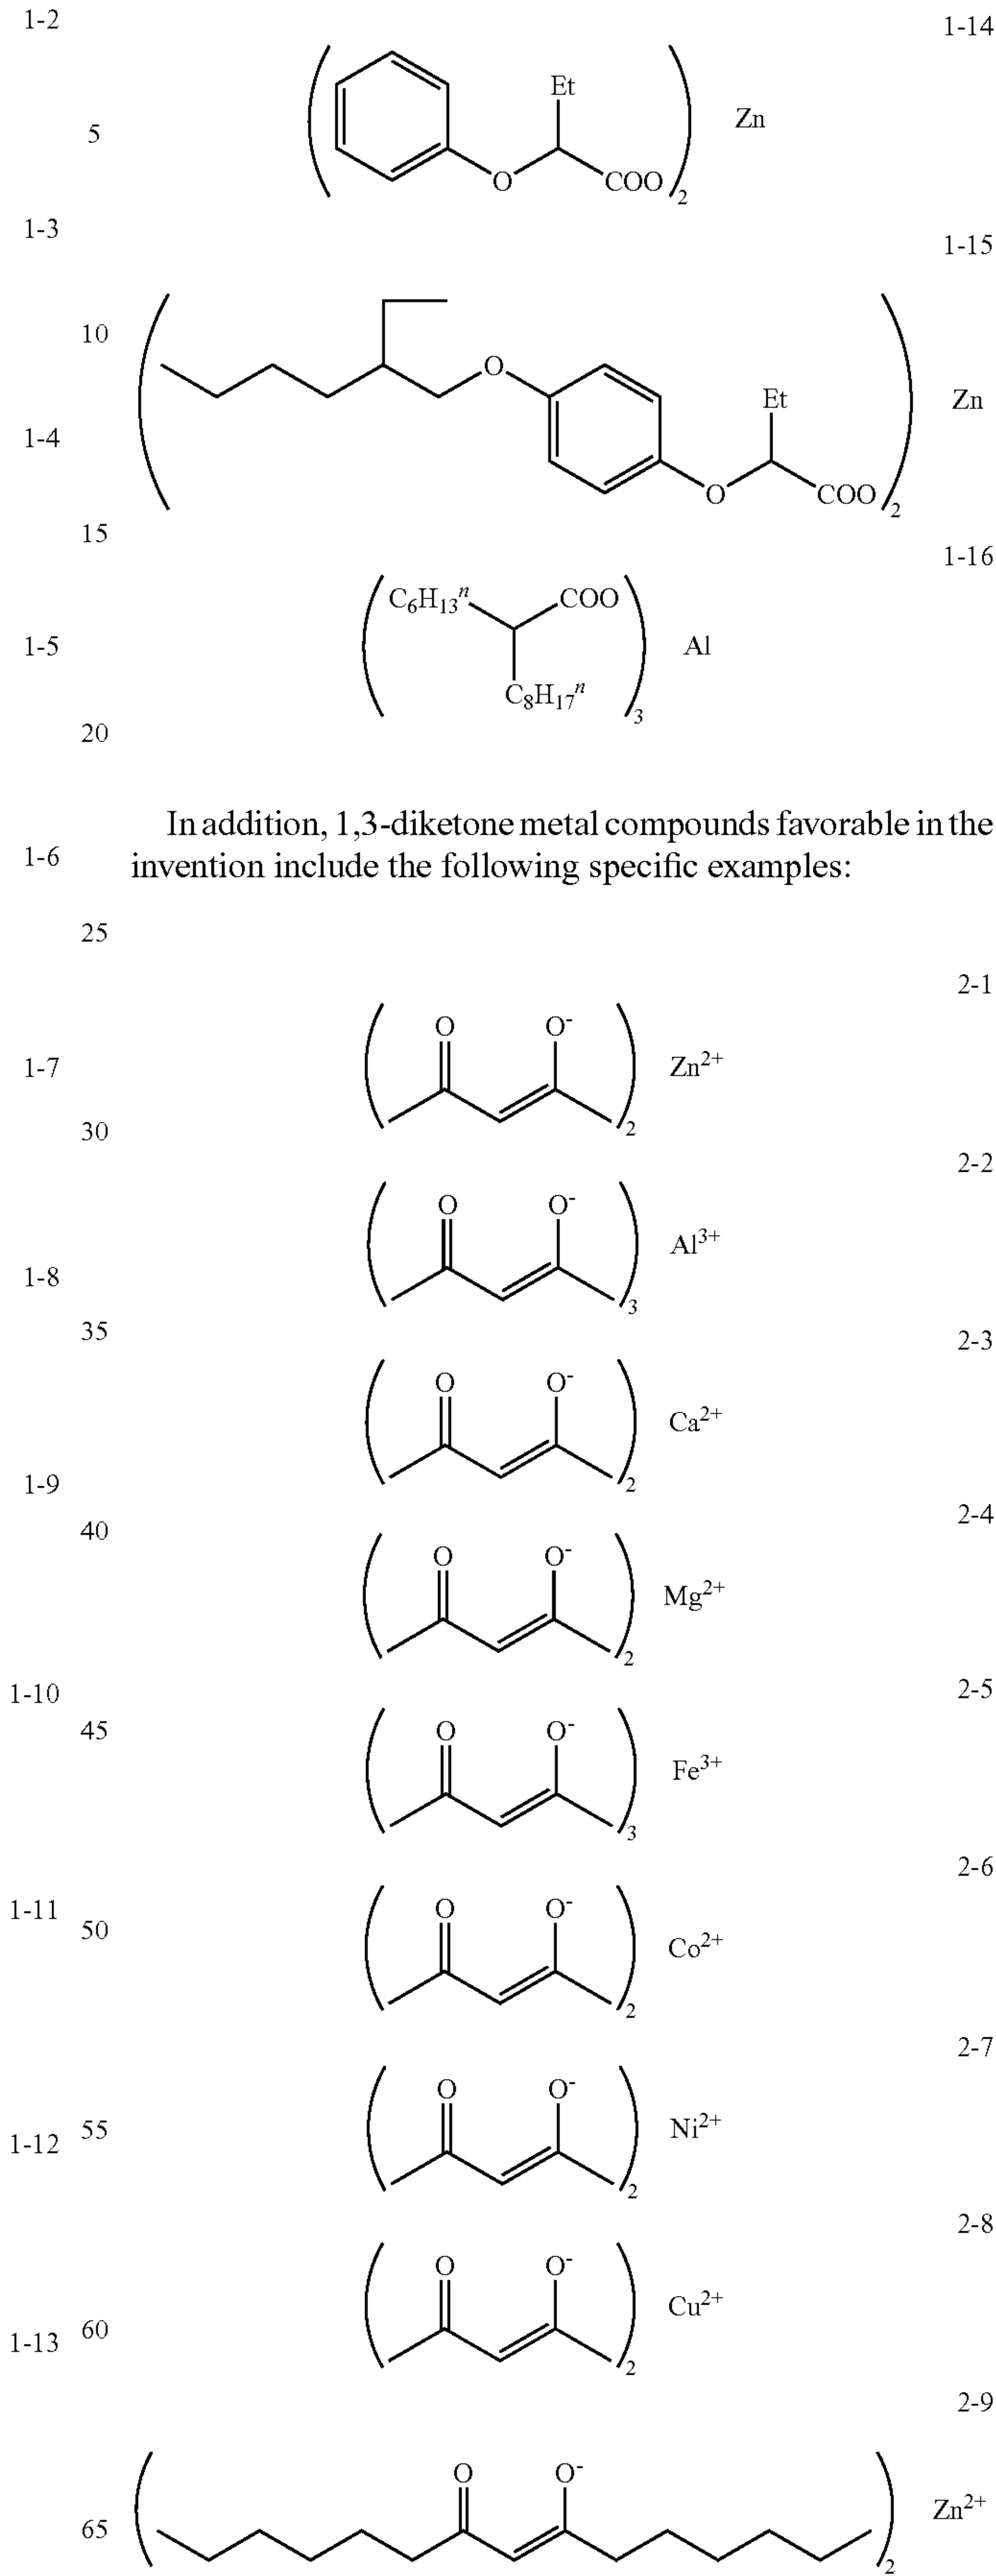 1-2
1-14
Et
Zn
5
O
COO
2
1-3
1-15
10
O
Et
Zn
1-4
O
COO
2
15
1-16
C6H13n
COO
1-5
Al
C8H17n
3
20
In addition, 1,3-diketone metal compounds favorable in the
1-6
invention include the following specific examples:
25
2-1
O
O-
1-7
Zn2+
2
30
2-2
O
O-
Al3+
1-8
3
35
2-3
O
O-
Ca2+
1-9
2
2-4
40
O
O-
Mg2+
2
1-10
2-5
45
O
O-
Fe3+
3
2-6
1-11
O
O-
50
Co2+
2
2-7
O
O-
55
Ni2+
1-12
2
2-8
O
O-
Cu2+
60
1-13
2
2-9
O
O-
Zn2+
65
2